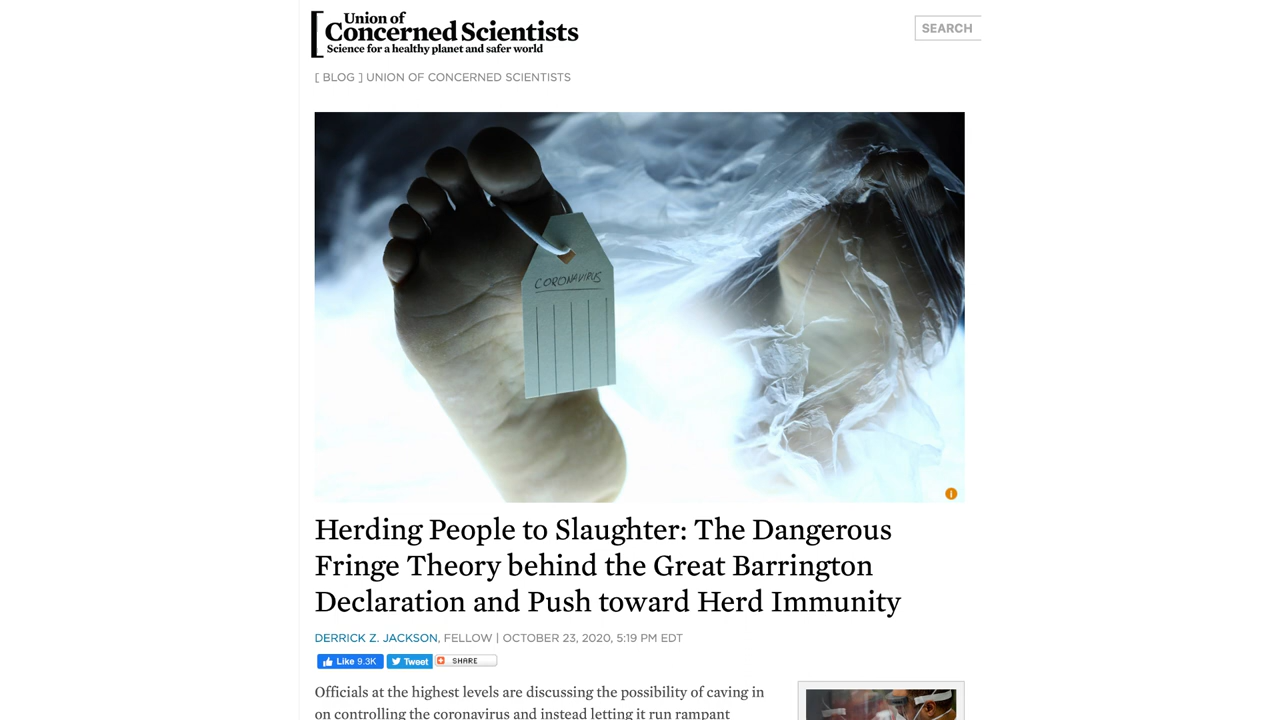 Union of
Concerned Scientists
Science for a healthy planet and safer world
SEARCH
[ BLOG ] UNION OF CONCERNED SCIENTISTS
CORONAVIRUS
Herding People to Slaughter: The Dangerous
Fringe Theory behind the Great Barrington
Declaration and Push toward Herd Immunity
DERRICK Z. JACKSON, FELLOW | OCTOBER 23, 2020, 5:19 PM EDT
Like 9.3K Tweet SHARE
Officials at the highest levels are discussing the possibility of caving in
on controlling the coronavirus and instead letting it run rampant